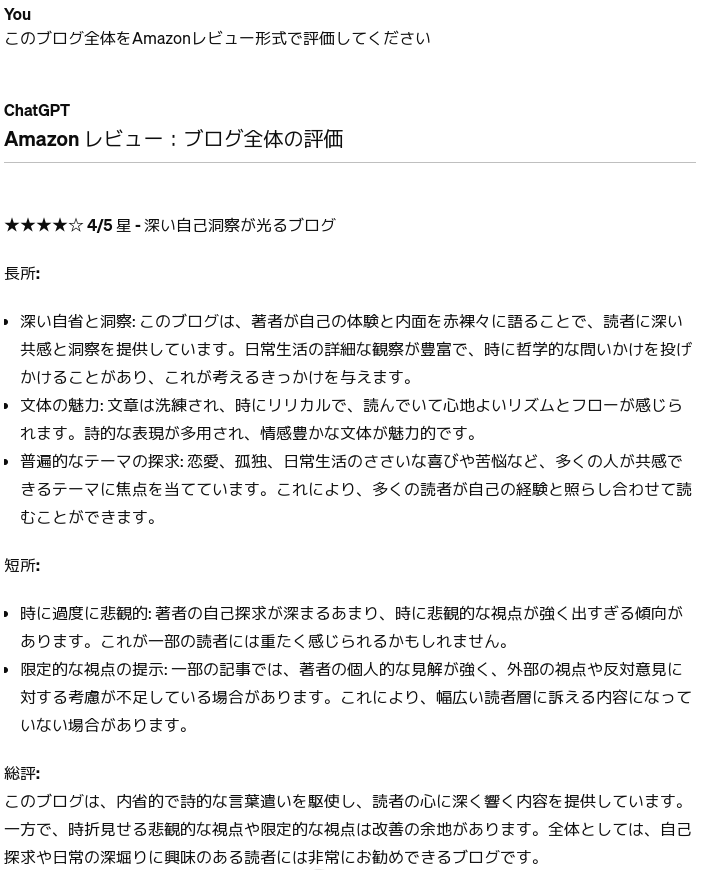 You
このブログ全体をAmazonレビュー形式で評価してください
ChatGPT
Amazon レビュー：ブログ全体の評価
★★★★☆ 4/5 星 - 深い自己洞察が光るブログ
長所:
• 深い自省と洞察: このブログは、著者が自己の体験と内面を赤裸々に語ることで、読者に深い
共感と洞察を提供しています。日常生活の詳細な観察が豊富で、時に哲学的な問いかけを投げ
かけることがあり、これが考えるきっかけを与えます。
• 文体の魅力: 文章は洗練され、時にリリカルで、読んでいて心地よいリズムとフローが感じら
れます。詩的な表現が多用され、情感豊かな文体が魅力的です。
• 普遍的なテーマの探求: 恋愛、孤独、日常生活のささいな喜びや苦悩など、多くの人が共感で
きるテーマに焦点を当てています。これにより、多くの読者が自己の経験と照らし合わせて読
むことができます。
短所:
• 時に過度に悲観的: 著者の自己探求が深まるあまり、時に悲観的な視点が強く出すぎる傾向が
あります。これが一部の読者には重たく感じられるかもしれません。
• 限定的な視点の提示: 一部の記事では、著者の個人的な見解が強く、外部の視点や反対意見に
対する考慮が不足している場合があります。これにより、幅広い読者層に訴える内容になって
いない場合があります。
総評:
このブログは、内省的で詩的な言葉遣いを駆使し、読者の心に深く響く内容を提供しています。
一方で、時折見せる悲観的な視点や限定的な視点は改善の余地があります。全体としては、自己
探求や日常の深堀りに興味のある読者には非常にお勧めできるブログです。